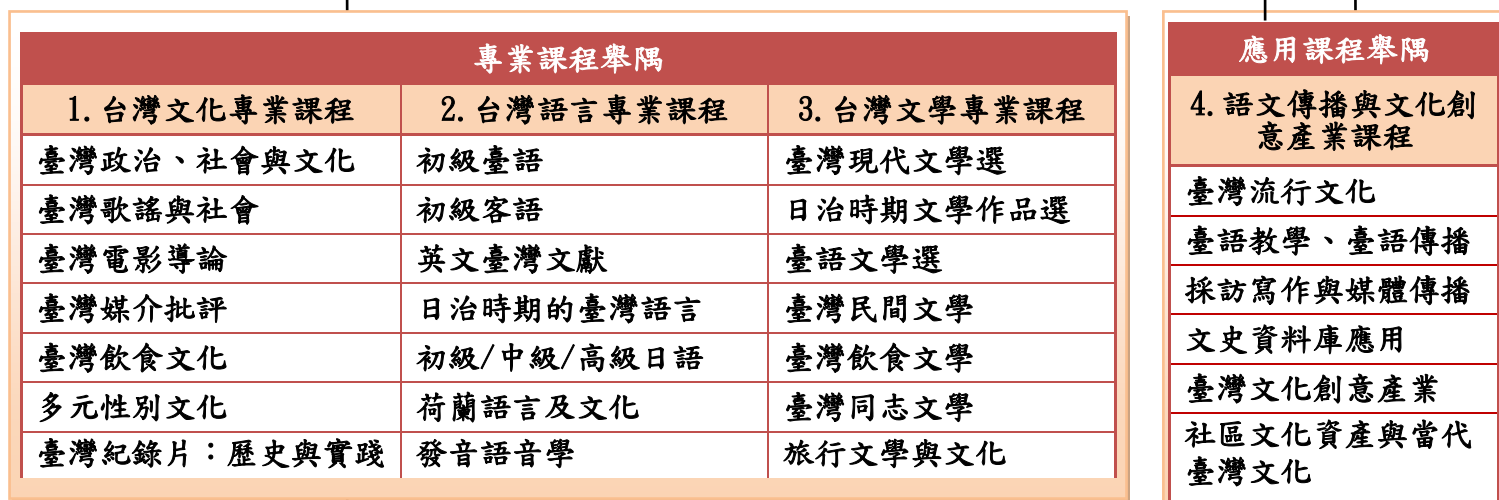 專業課程舉隅
1.台灣文化專業課程 2.台灣語言專業課程 3.台灣文學專業課程
臺灣政治、社會與文化 初級臺語 臺灣現代文學選
臺灣歌謠與社會 初級客語 日治時期文學作品選
臺灣電影導論 英文臺灣文獻 臺語文學選
臺灣媒介批評 日治時期的臺灣語言 臺灣民間文學
臺灣飲食文化 初級/中級/高級日語 臺灣飲食文學
多元性別文化 荷蘭語言及文化 臺灣同志文學
臺灣紀錄片：歷史與實踐 發音語音學 旅行文學與文化
應用課程舉隅
4.語文傳播與文化創
意產業課程
臺灣流行文化
臺語教學、臺語傳播
採訪寫作與媒體傳播
文史資料庫應用
臺灣文化創意產業
社區文化資產與當代
臺灣文化